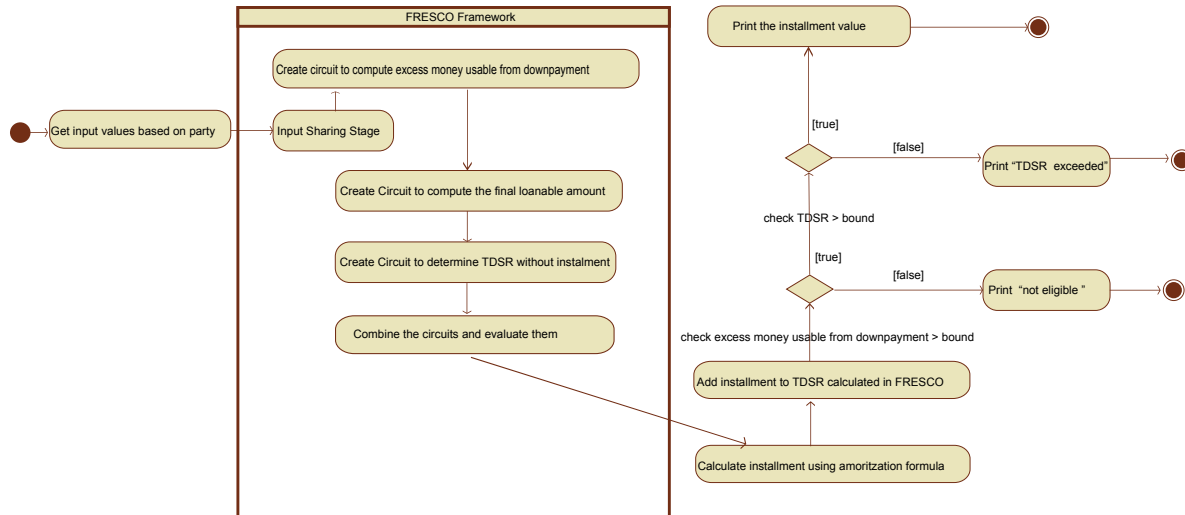 FRESCO Framework
Create circuit to compute excess money usable from downpayment
Get input values based on party
Input Sharing Stage
Create Circuit to compute the final loanable amount
Create Circuit to determine TDSR without instalment
Combine the circuits and evaluate them
Calculate installment using amoritzation formula
Add installment to TDSR calculated in FRESCO
check excess money usable from downpayment > bound
[false]
Print “not eligible ”
[true]
check TDSR > bound
[false]
Print “TDSR exceeded”
[true]
Print the installment value